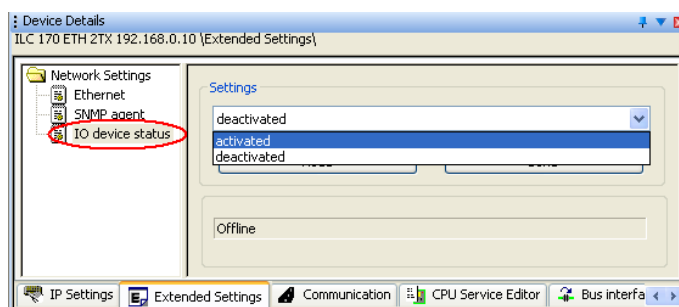 Device Details
ILC 170 ETH 2TX 192.168.0.10 \Extended Settings\
Network Settings
Ethernet
SNMP agent
IO device status
Settings
deactivated
activated
deactivated
Offline
IP Settings
Extended Settings
Communication
CPU Service Editor
Bus interfa